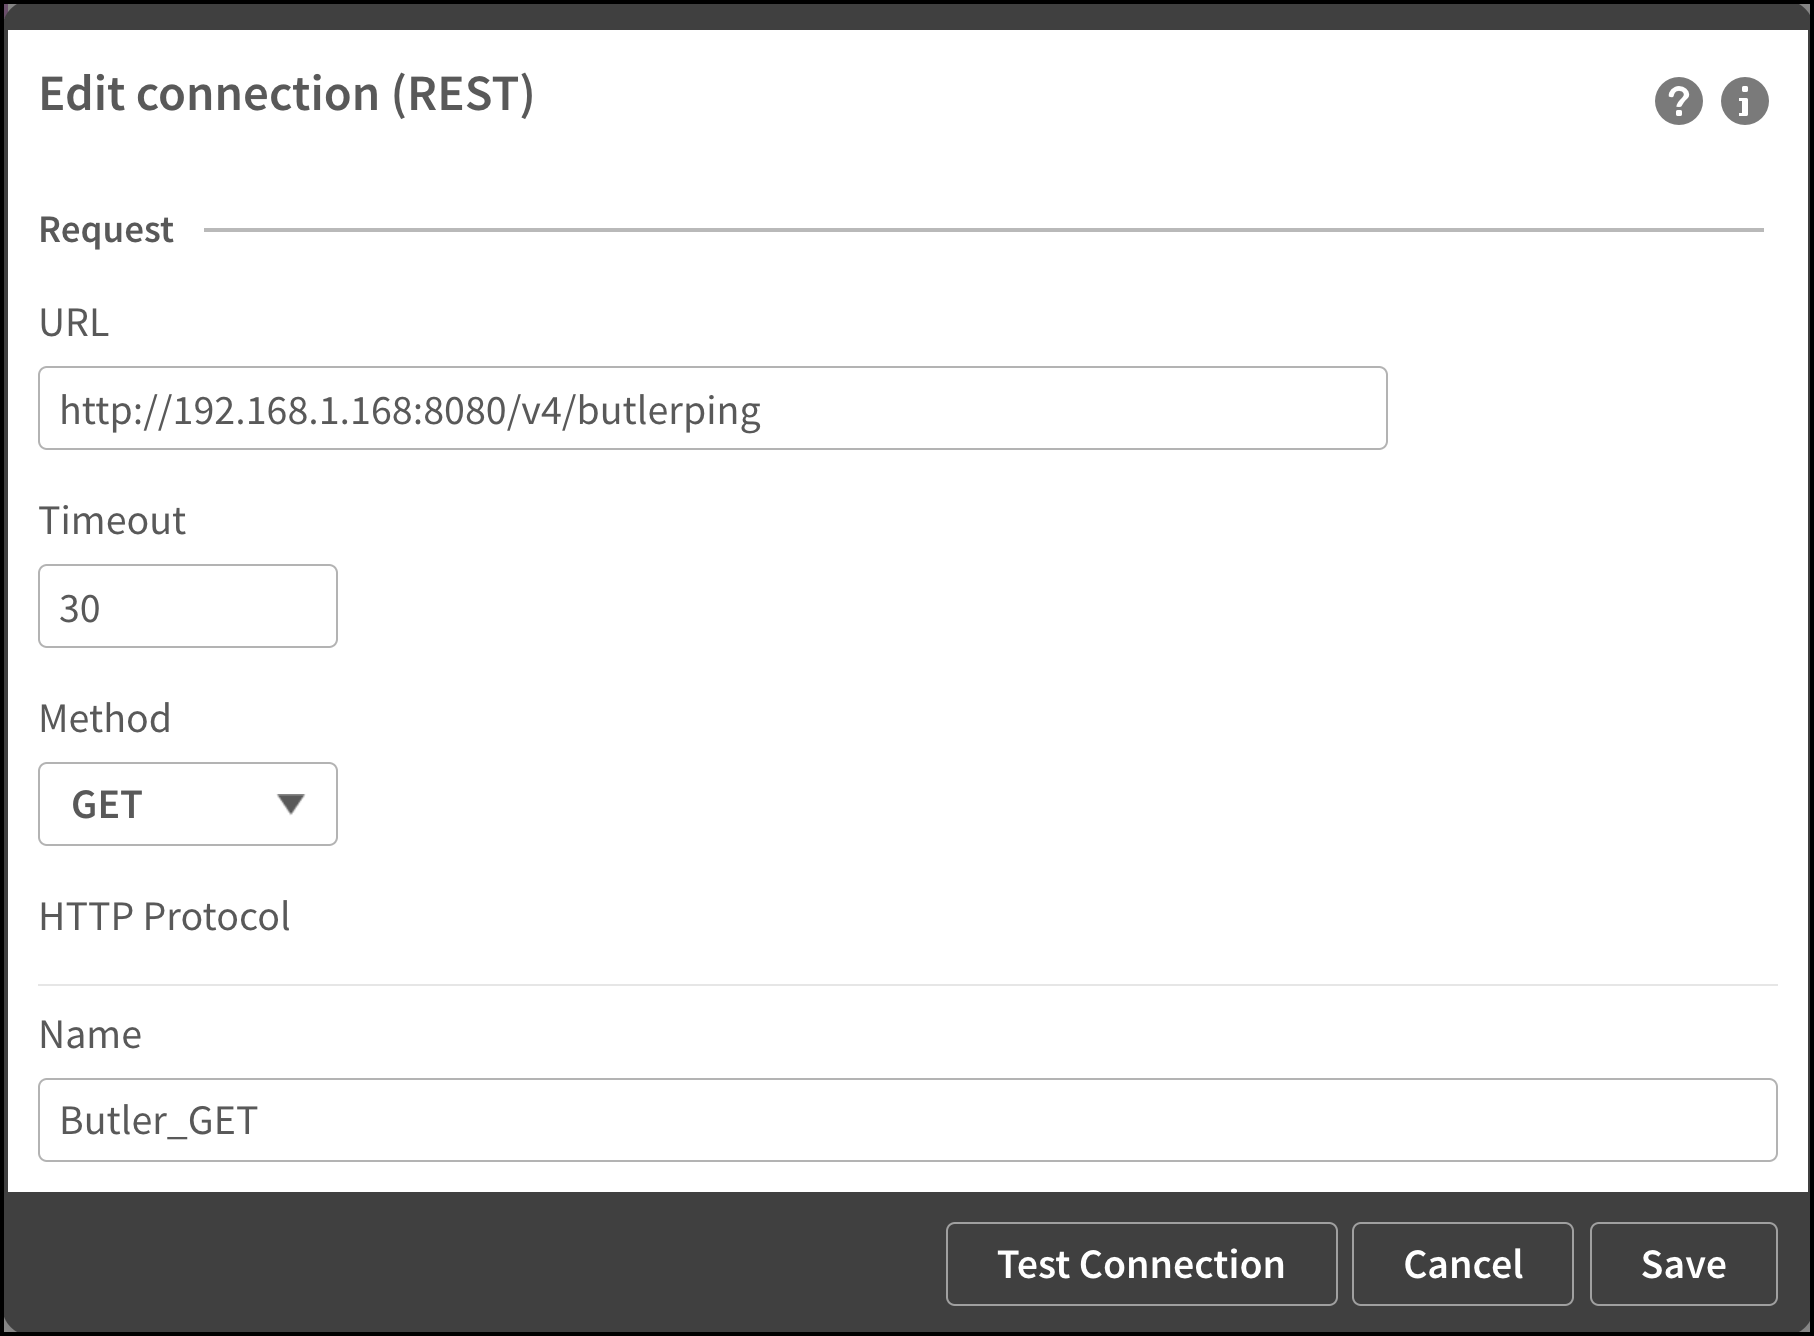 Edit connection (REST)
? i
Request
URL
http://192.168.1.168:8080/v4/butlerping
Timeout
30
Method
GET
HTTP Protocol
Name
Butler_GET
Test Connection Cancel Save